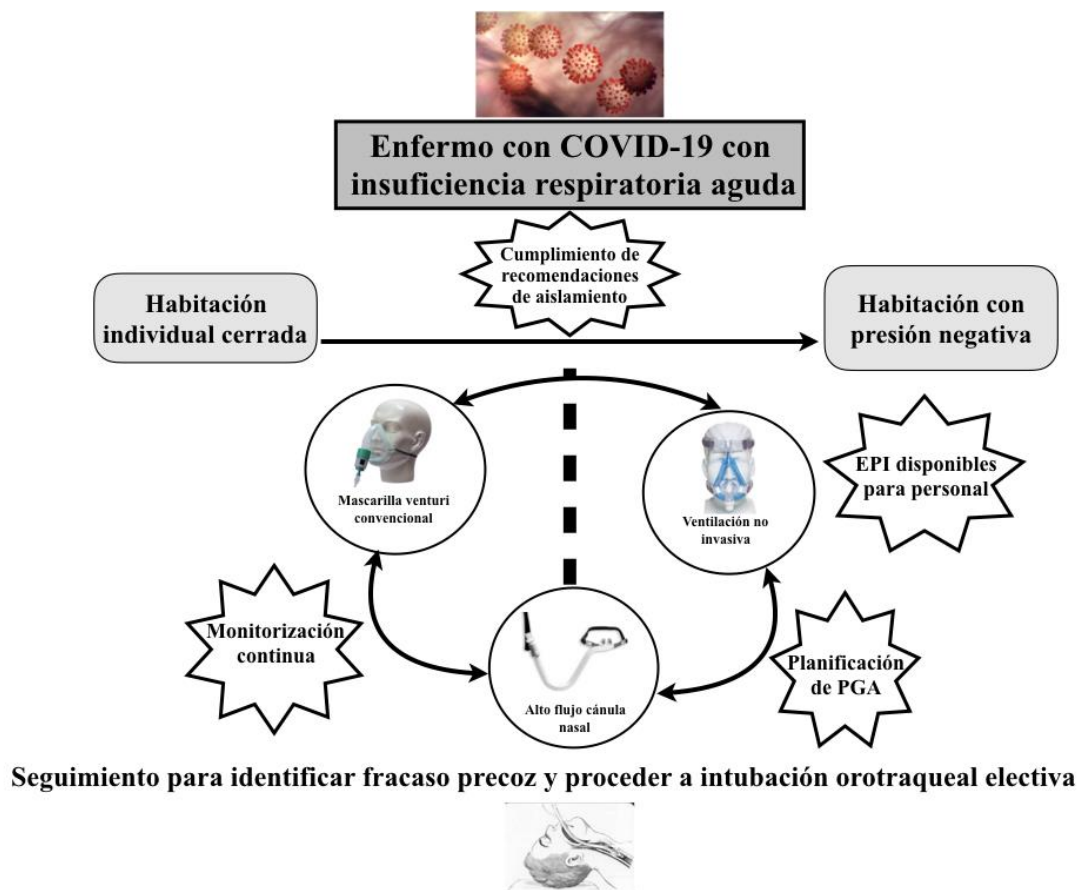 Enfermo con COVID-19 con
insuficiencia respiratoria aguda
Cumplimiento de
recomendaciones
de aislamiento
Habitación
individual cerrada
Habitación con
presión negativa
Mascarilla venturi
convencional
Ventilación no
invasiva
EPI disponibles
para personal
Monitorización
continua
Alto flujo cánula
nasal
Planificación
de PGA
Seguimiento para identificar fracaso precoz y proceder a intubación orotraqueal electiva